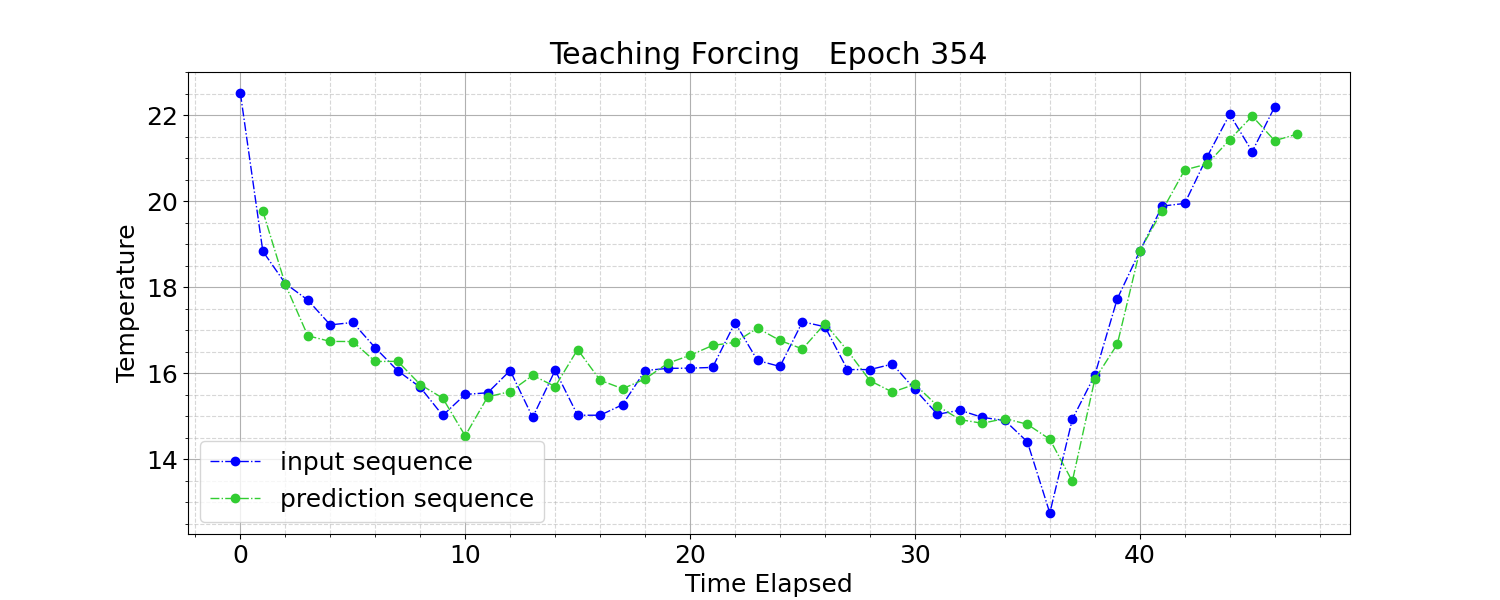 Teaching Forcing   Epoch 354
Temperature
22
20
18
16
14
input sequence
prediction sequence
0 10 20 30 40
Time Elapsed